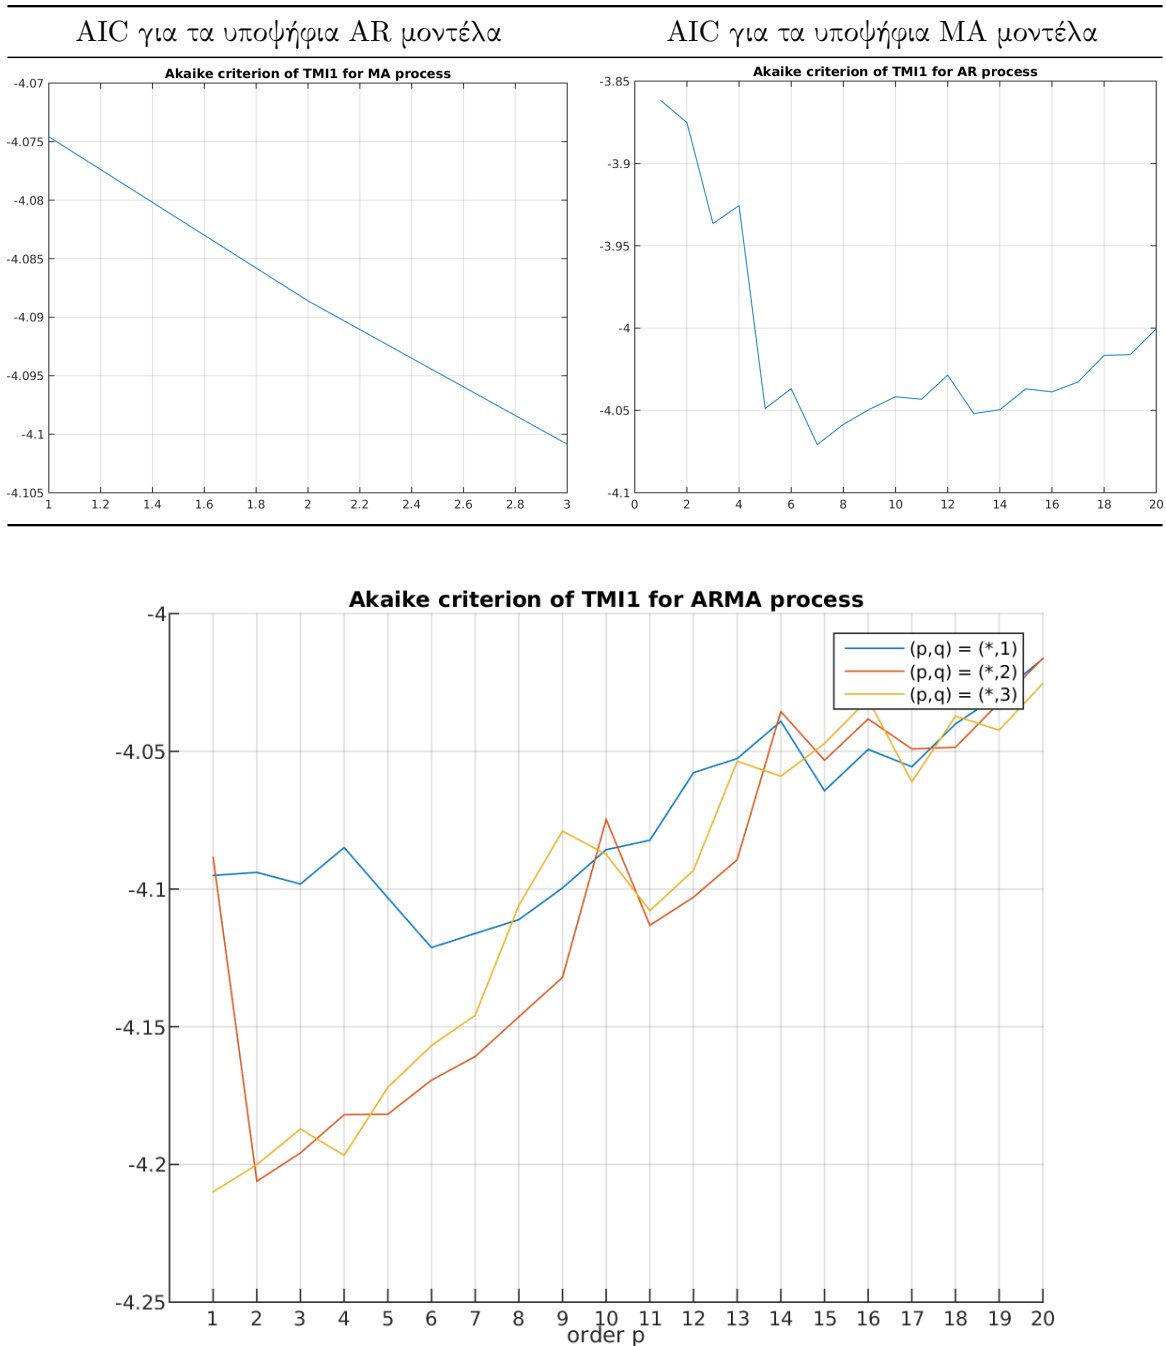 AIC για τα υποψήφια AR μοντέλα
AIC για τα υποψήφια MA μοντέλα
Akaike criterion of TMI1 for MA process
-4.07
-4.075
-4.08
-4.085
-4.09
-4.095
-4.1
-4.105
1 1.2 1.4 1.6 1.8 2 2.2 2.4 2.6 2.8 3
Akaike criterion of TMI1 for AR process
-3.85
-3.9
-3.95
-4
-4.05
-4.1
0 2 4 6 8 10 12 14 16 18 20
Akaike criterion of TMI1 for ARMA process
-4
-4.05
-4.1
-4.15
-4.2
-4.25
(p,q) = (*,1)
(p,q) = (*,2)
(p,q) = (*,3)
1 2 3 4 5 6 7 8 9 10 11 12 13 14 15 16 17 18 19 20
order p